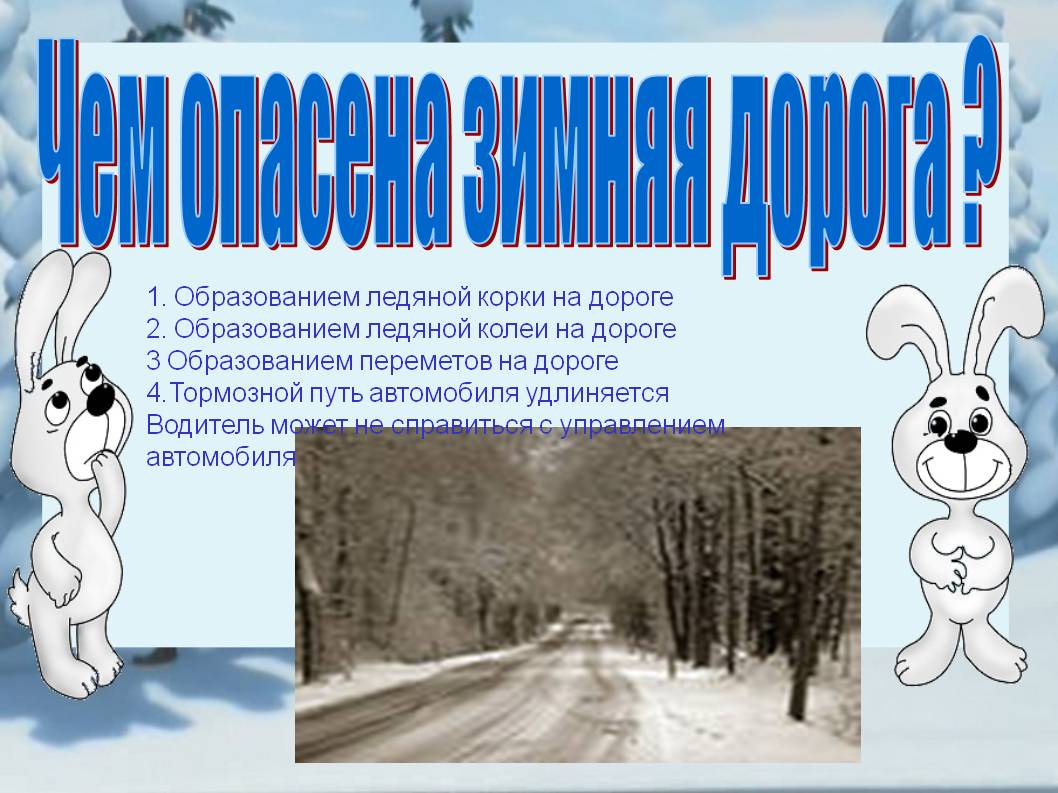 Чем опасена зимняя дорога ?
1. Образованием ледяной корки на дороге
2. Образованием ледяной колеи на дороге
3 Образованием переметов на дороге
4.Тормозной путь автомобиля удлиняется
Водитель может не справиться с управлением
автомобиля